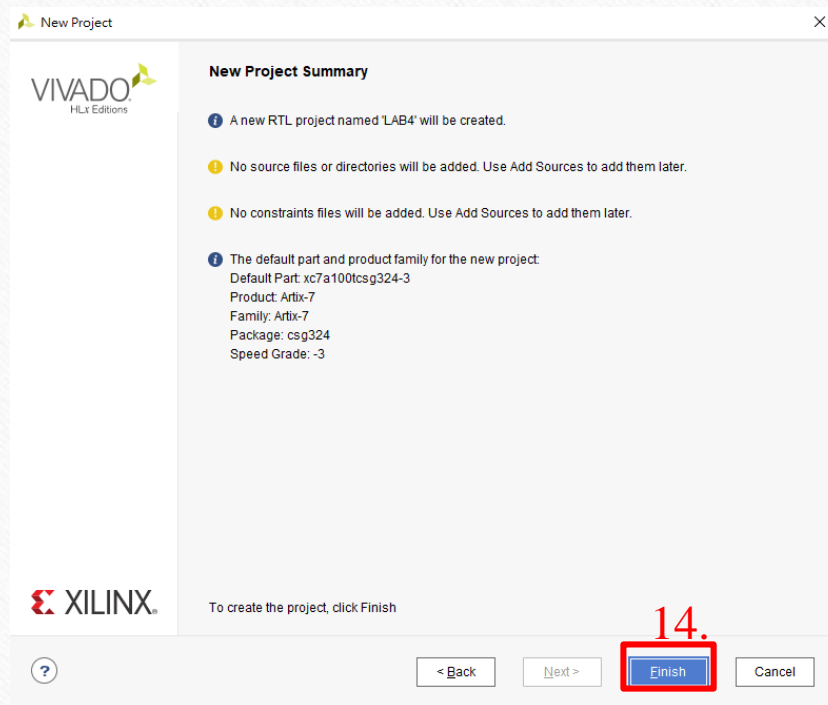 New Project
VIVADO
HLx Editions
New Project Summary
A new RTL project named 'LAB4' will be created.
No source files or directories will be added. Use Add Sources to add them later.
No constraints files will be added. Use Add Sources to add them later.
The default part and product family for the new project:
Default Part: xc7a100tcsg324-3
Product: Artix-7
Family: Artix-7
Package: csg324
Speed Grade: -3
XILINX
To create the project, click Finish
14.
?
< Back
Next >
Finish
Cancel